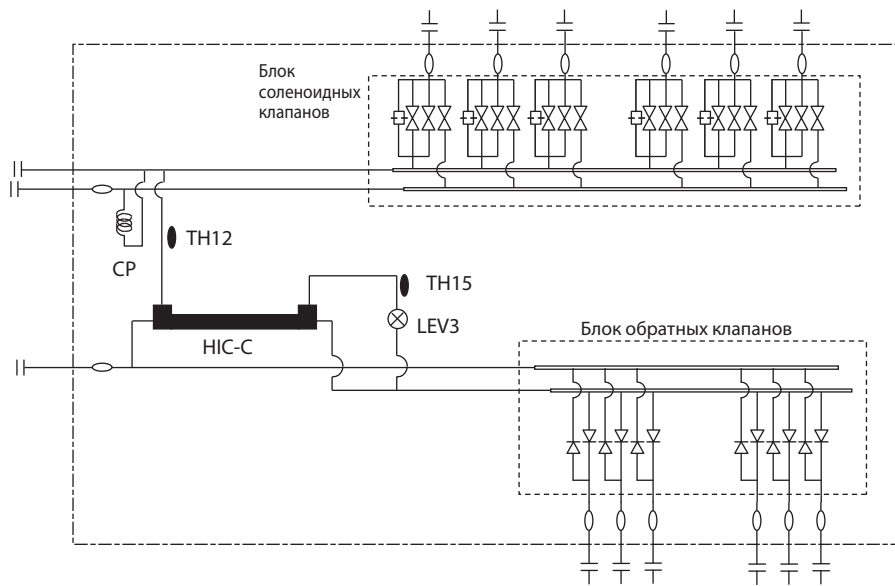 Блок
соленоидных
клапанов
TH12
CP
TH15
LEV3
HIC-C
Блок обратных клапанов